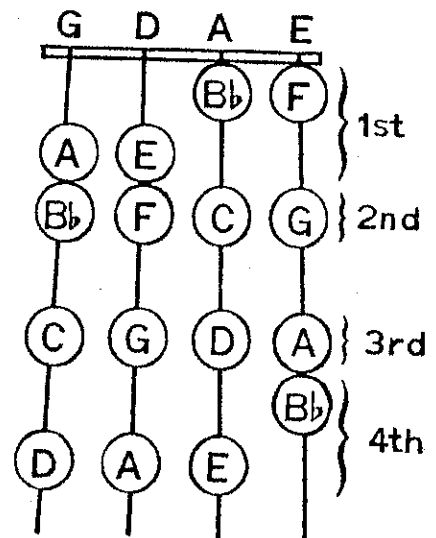 G D A E
B♭ F
1st
A E
B♭ F C G 2nd
C G D A 3rd
B♭
4th
D A E